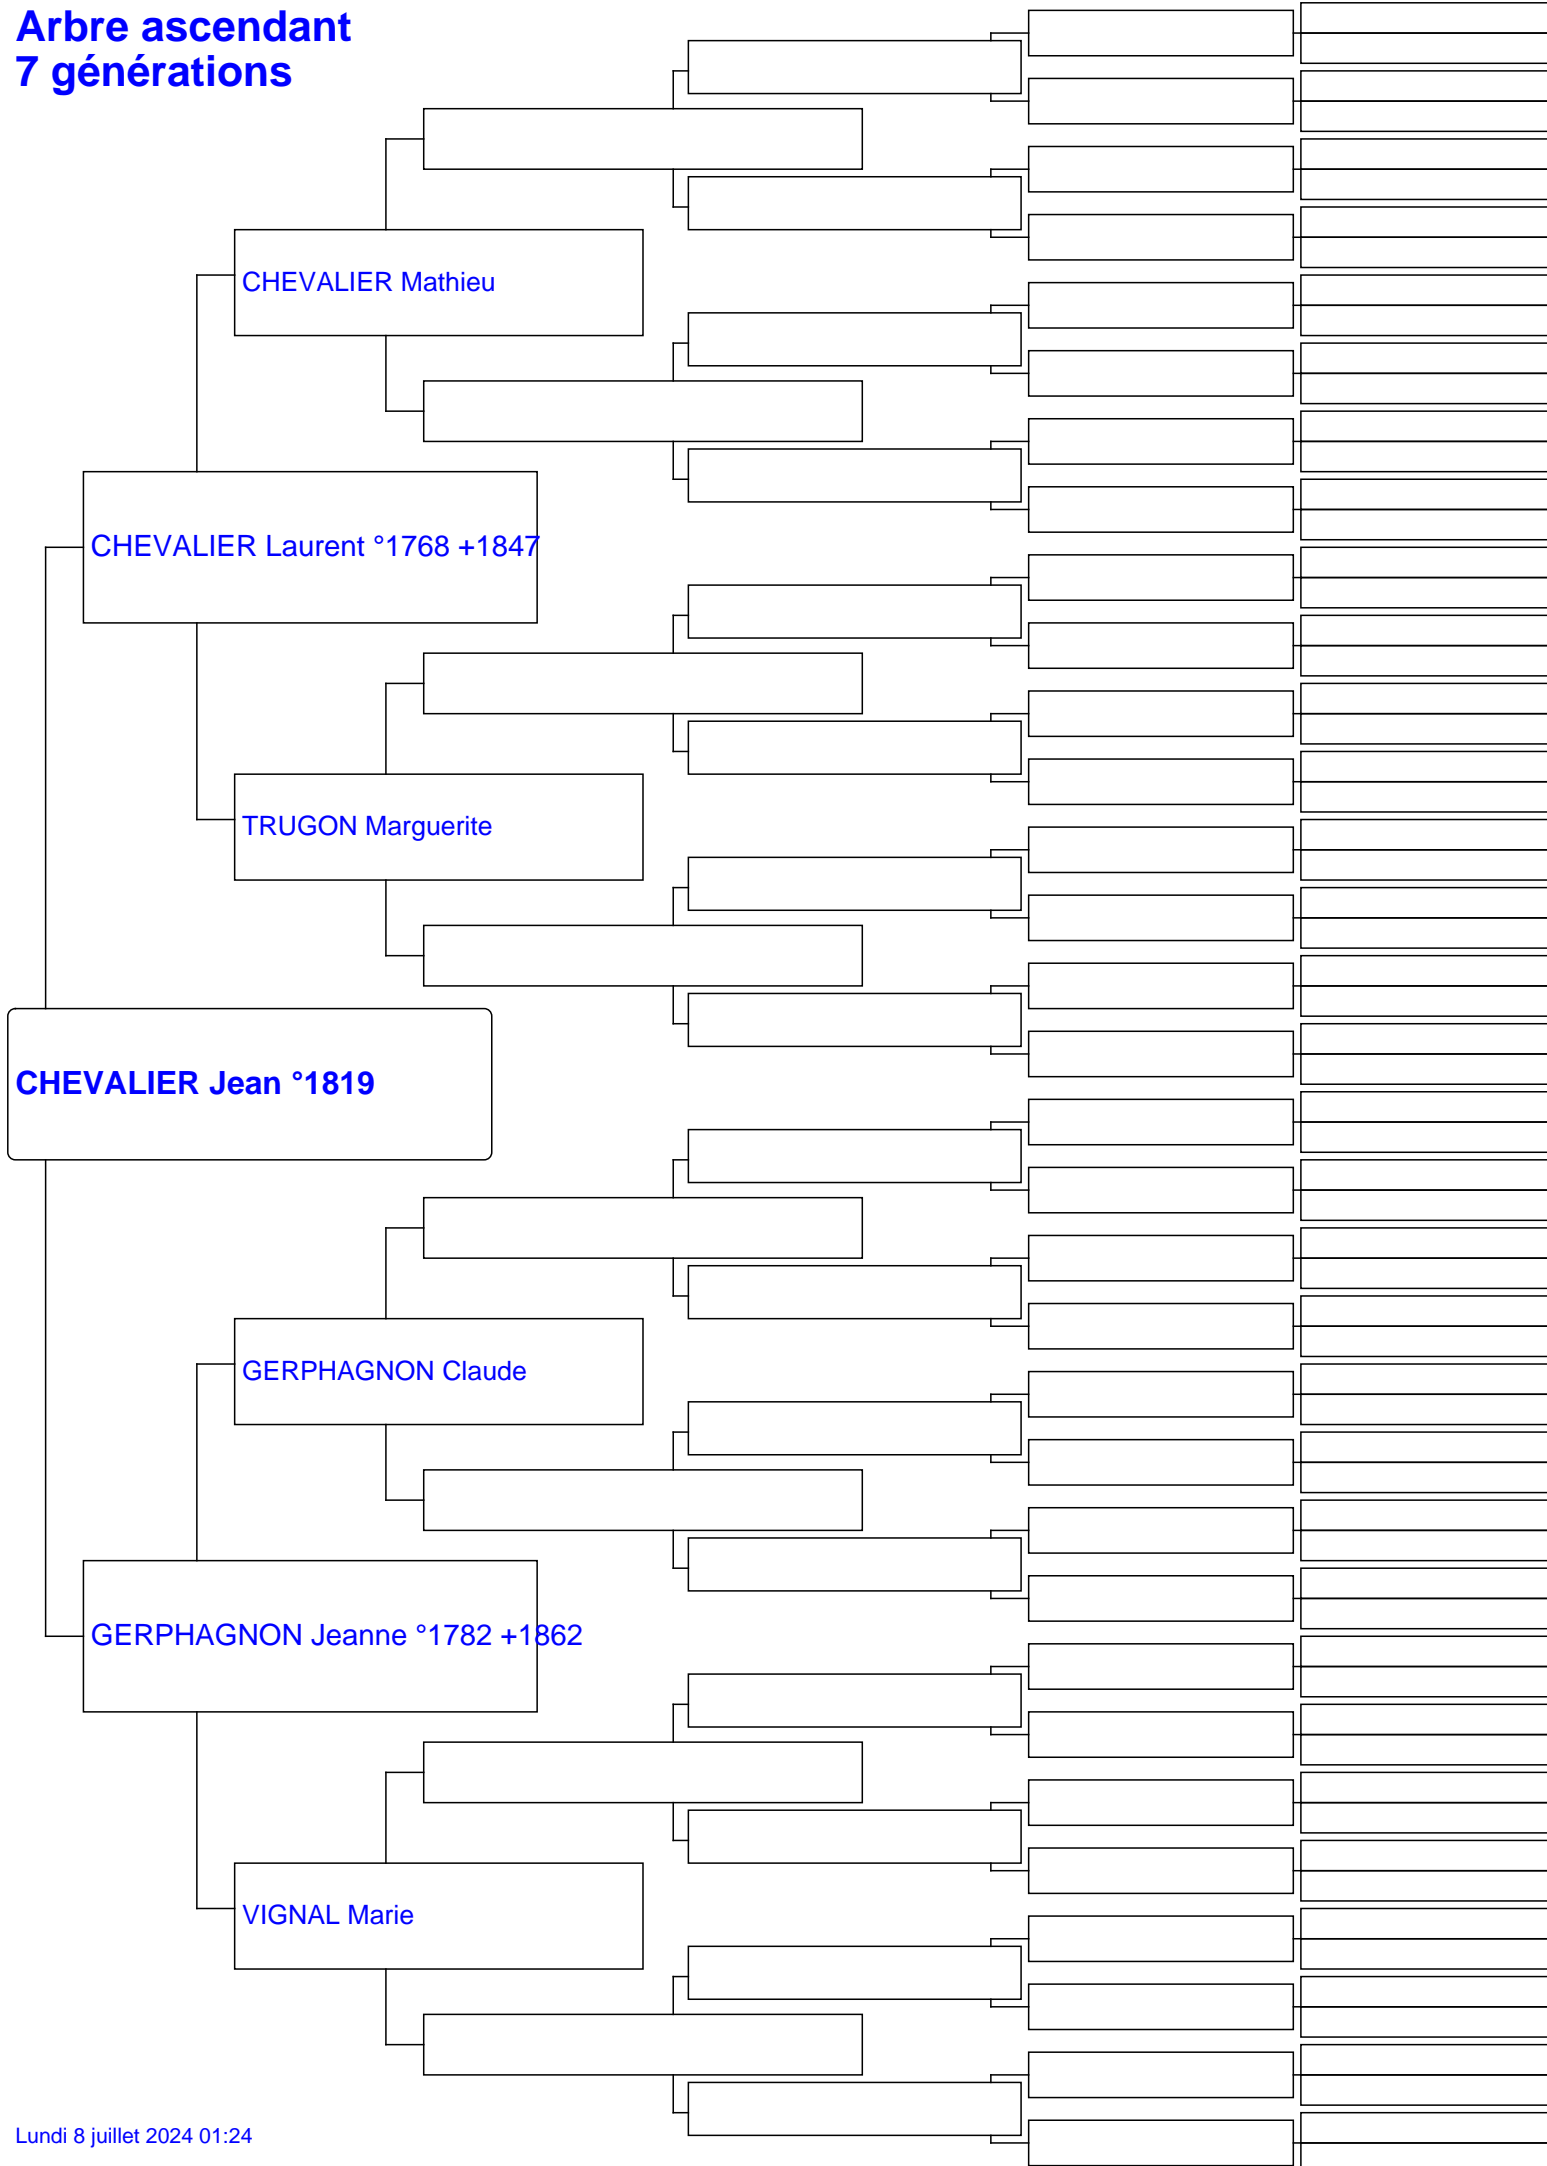 Arbre ascendant
7 générations
CHEVALIER Mathieu
CHEVALIER Laurent °1768 +1847
TRUGON Marguerite
CHEVALIER Jean °1819
GERPHAGNON Claude
GERPHAGNON Jeanne °1782 +1862
VIGNAL Marie
Lundi 8 juillet 2024 01:24